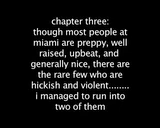 chapter three:
though most people at
miami are preppy, well
raised, upbeat, and
generally nice, there
are the rare few who are
hickish and violent........
i managed to run into
two of them